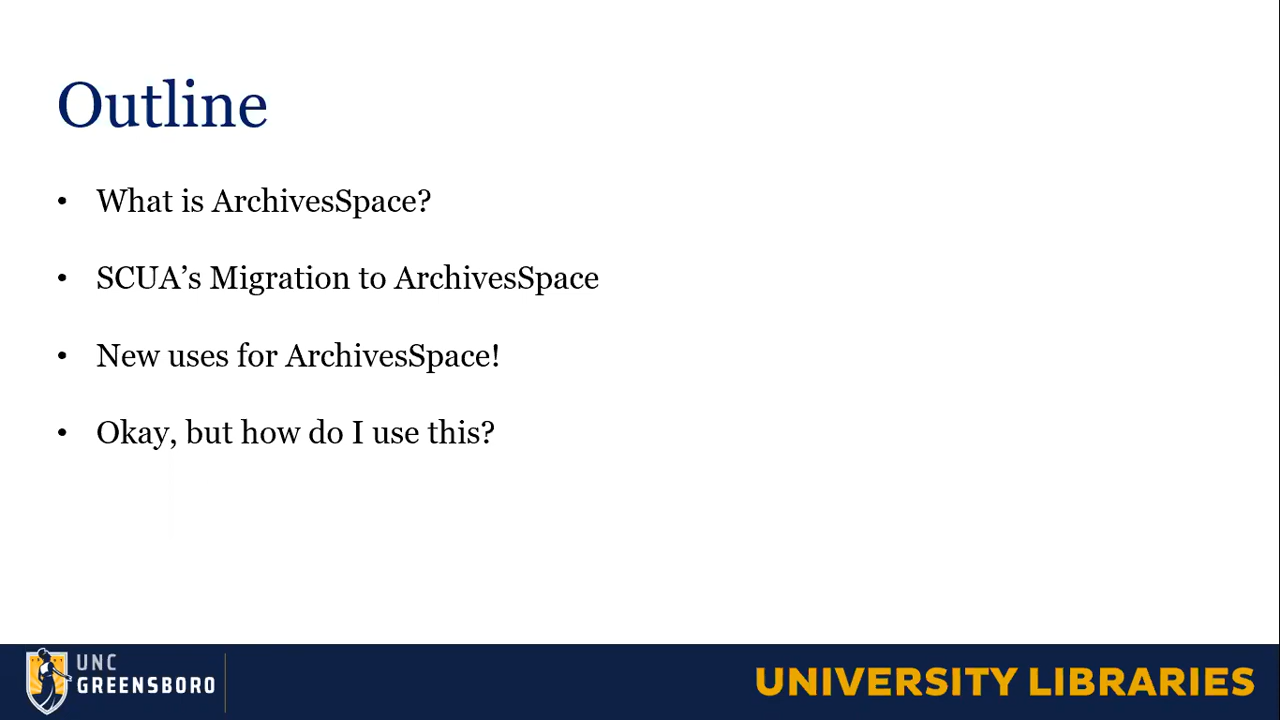 Outline
• What is ArchivesSpace?
• SCUA’s Migration to ArchivesSpace
• New uses for ArchivesSpace!
• Okay, but how do I use this?
UNC
GREENSBORO
UNIVERSITY LIBRARIES